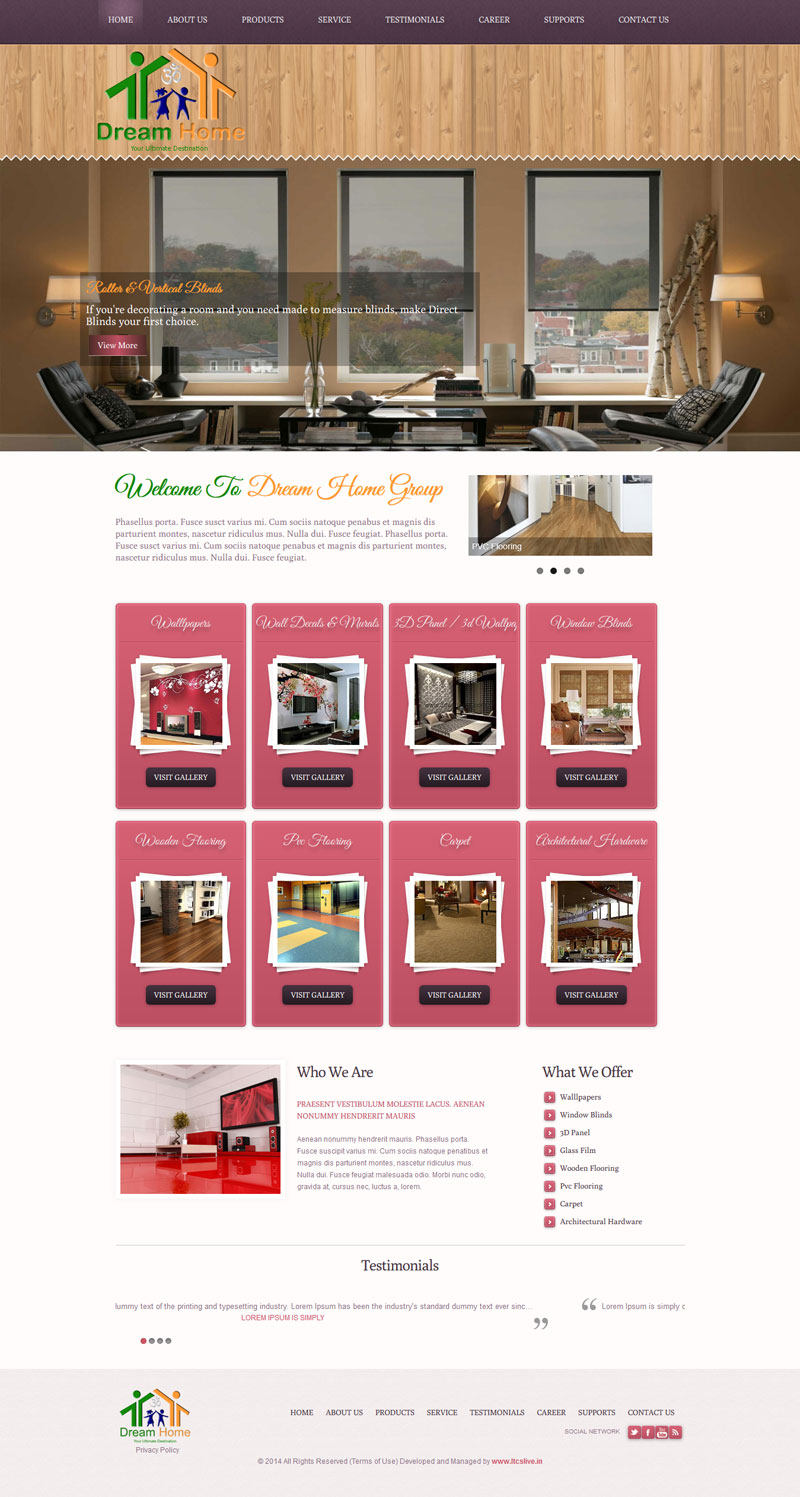 HOME ABOUT US PRODUCTS SERVICE TESTIMONIALS CAREER SUPPORTS CONTACT US
Dream Home
Your Ultimate Destination
Roller & Vertical Blinds
If you're decorating a room and you need made to measure blinds, make Direct
Blinds your first choice.
View More
Welcome To Dream Home Group
Phasellus porta. Fusce susct varius mi. Cum sociis natoque penabus et magnis dis
parturient montes, nascetur ridiculus mus. Nulla dui. Fusce feugiat. Phasellus porta.
Fusce susct varius mi. Cum sociis natoque penabus et magnis dis parturient montes,
nascetur ridiculus mus. Nulla dui. Fusce feugiat.
PVC Flooring
Walllpapers
Wall Decals & Murals
3D Panel / 3d Wallpap
Window Blinds
VISIT GALLERY
VISIT GALLERY
VISIT GALLERY
VISIT GALLERY
Wooden Flooring
Pvc Flooring
Carpet
Architectural Hardware
VISIT GALLERY
VISIT GALLERY
VISIT GALLERY
VISIT GALLERY
Who We Are
PRAESENT VESTIBULUM MOLESTIE LACUS. AENEAN
NONUMMY HENDRERIT MAURIS
Aenean nonummy hendrerit mauris. Phasellus porta.
Fusce suscipit varius mi. Cum sociis natoque penatibus et
magnis dis parturient montes, nascetur ridiculus mus.
Nulla dui. Fusce feugiat malesuada odio. Morbi nunc odio,
gravida at, cursus nec, luctus a, lorem.
What We Offer
Walllpapers
Window Blinds
3D Panel
Glass Film
Wooden Flooring
Pvc Flooring
Carpet
Architectural Hardware
Testimonials
lummy text of the printing and typesetting industry. Lorem Ipsum has been the industry's standard dummy text ever sinc...
LOREM IPSUM IS SIMPLY
Lorem Ipsum is simply d
Dream Home
Your Ultimate Destination
Privacy Policy
HOME ABOUT US PRODUCTS SERVICE TESTIMONIALS CAREER SUPPORTS CONTACT US
SOCIAL NETWORK
© 2014 All Rights Reserved (Terms of Use) Developed and Managed by www.ltcslive.in